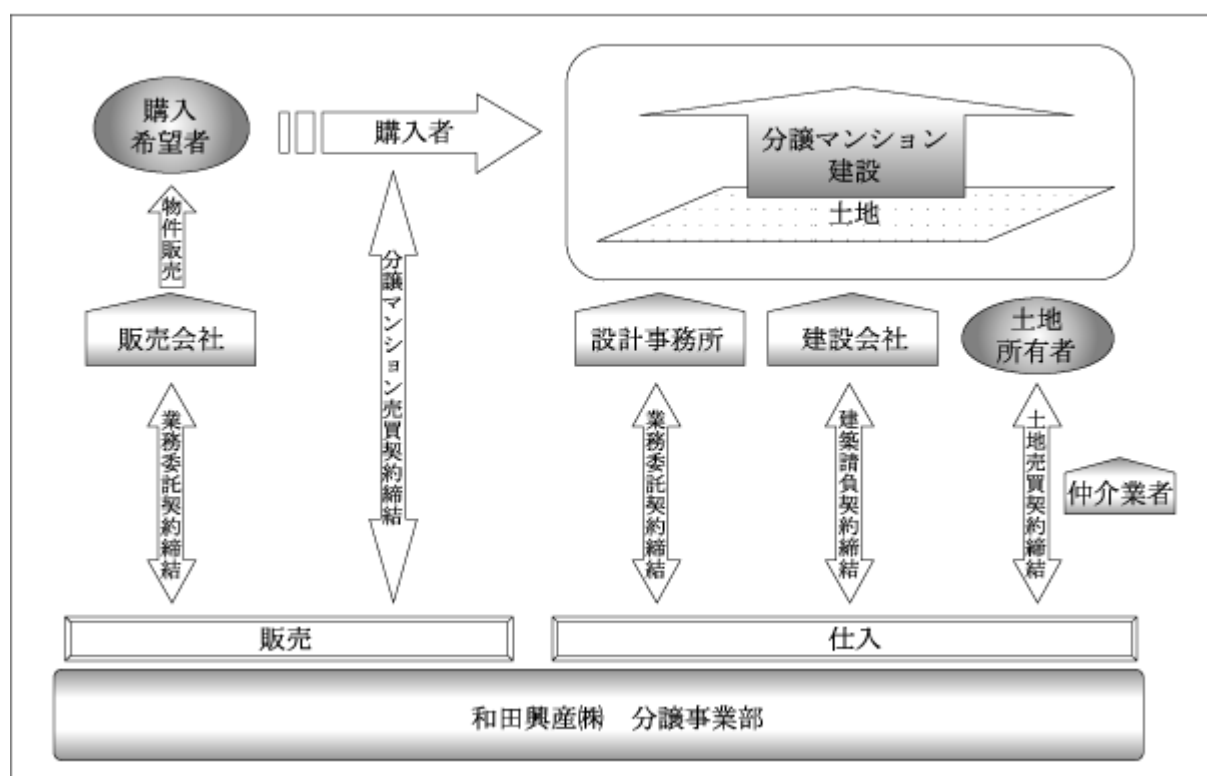 購入
希望者
購入者
分譲マンション
建設
土地
物件販売
分譲マンション売買契約締結
販売会社
設計事務所
建設会社
土地
所有者
業務委託契約締結
業務委託契約締結
建築請負契約締結
土地売買契約締結
仲介業者
販売
仕入
和田興産㈱　分譲事業部